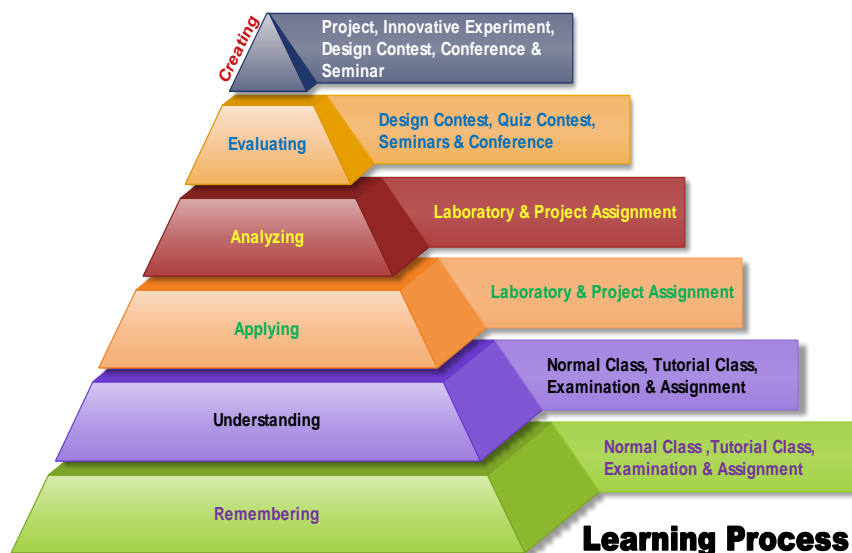 Creating
Project, Innovative Experiment,
Design Contest, Conference &
Seminar
Evaluating
Design Contest, Quiz Contest,
Seminars & Conference
Analyzing
Laboratory & Project Assignment
Applying
Laboratory & Project Assignment
Understanding
Normal Class, Tutorial Class,
Examination & Assignment
Remembering
Normal Class ,Tutorial Class,
Examination & Assignment
Learning Process